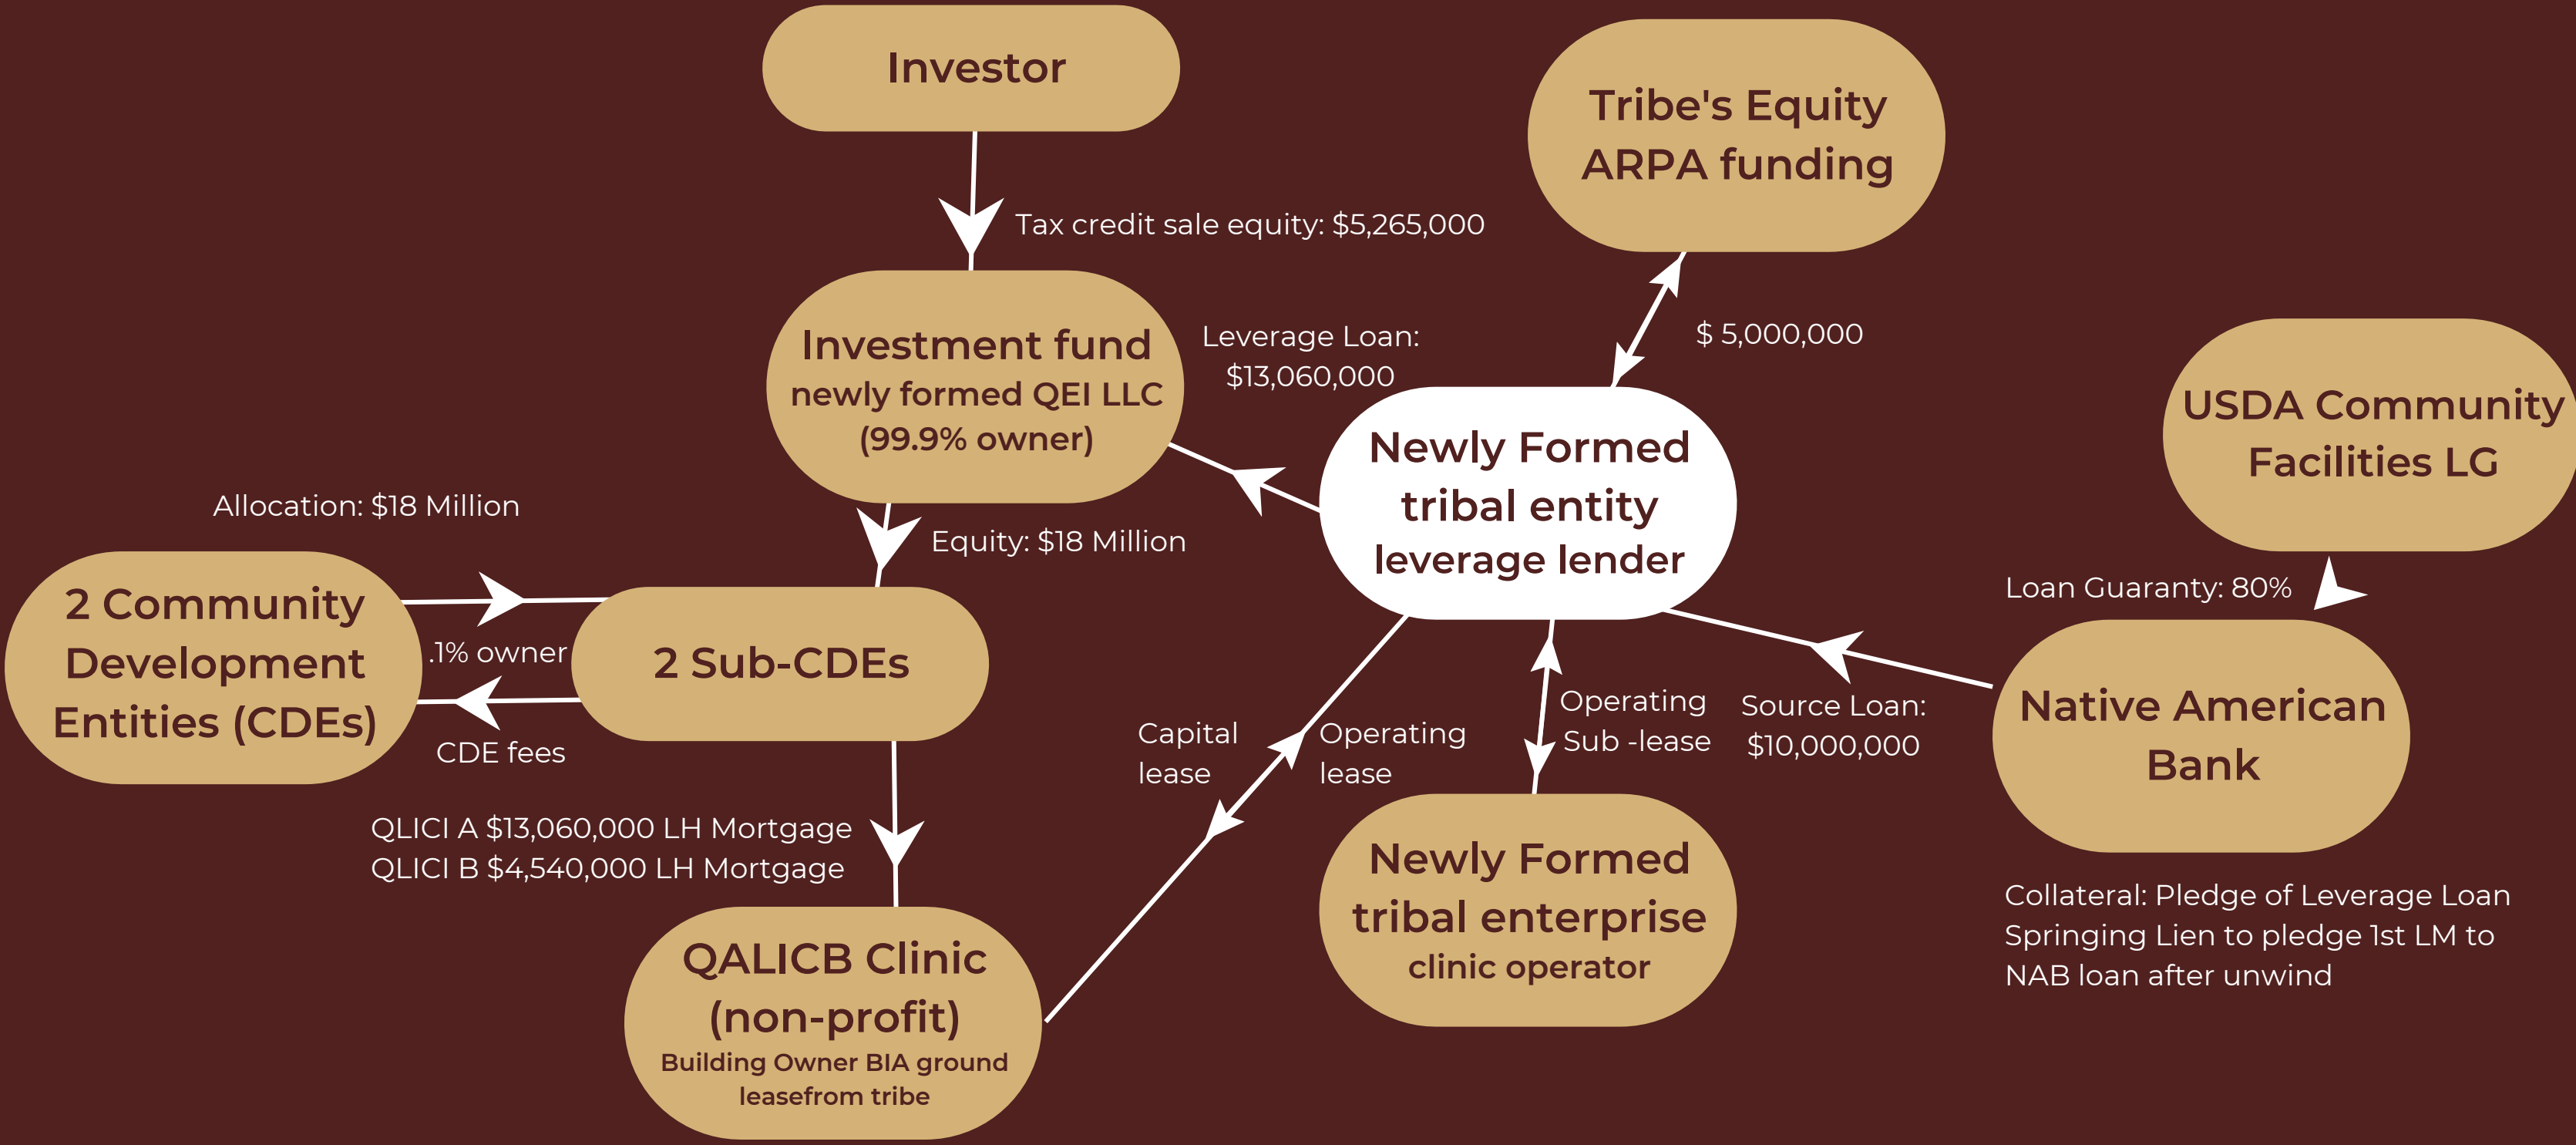 Investor
Tribe's Equity
ARPA funding
Tax credit sale equity: $5,265,000
Investment fund
newly formed QEI LLC
(99.9% owner)
Leverage Loan:
$13,060,000
$ 5,000,000
USDA Community
Facilities LG
Newly Formed
tribal entity
leverage lender
Allocation: $18 Million
Equity: $18 Million
2 Community
Development
Entities (CDEs)
.1% owner
2 Sub-CDEs
CDE fees
Loan Guaranty: 80%
Native American
Bank
Capital
lease
Operating
lease
Operating
Sub -lease
Source Loan:
$10,000,000
QLICI A $13,060,000 LH Mortgage
QLICI B $4,540,000 LH Mortgage
Newly Formed
tribal enterprise
clinic operator
Collateral: Pledge of Leverage Loan
Springing Lien to pledge 1st LM to
NAB loan after unwind
QALICB Clinic
(non-profit)
Building Owner BIA ground
leasefrom tribe